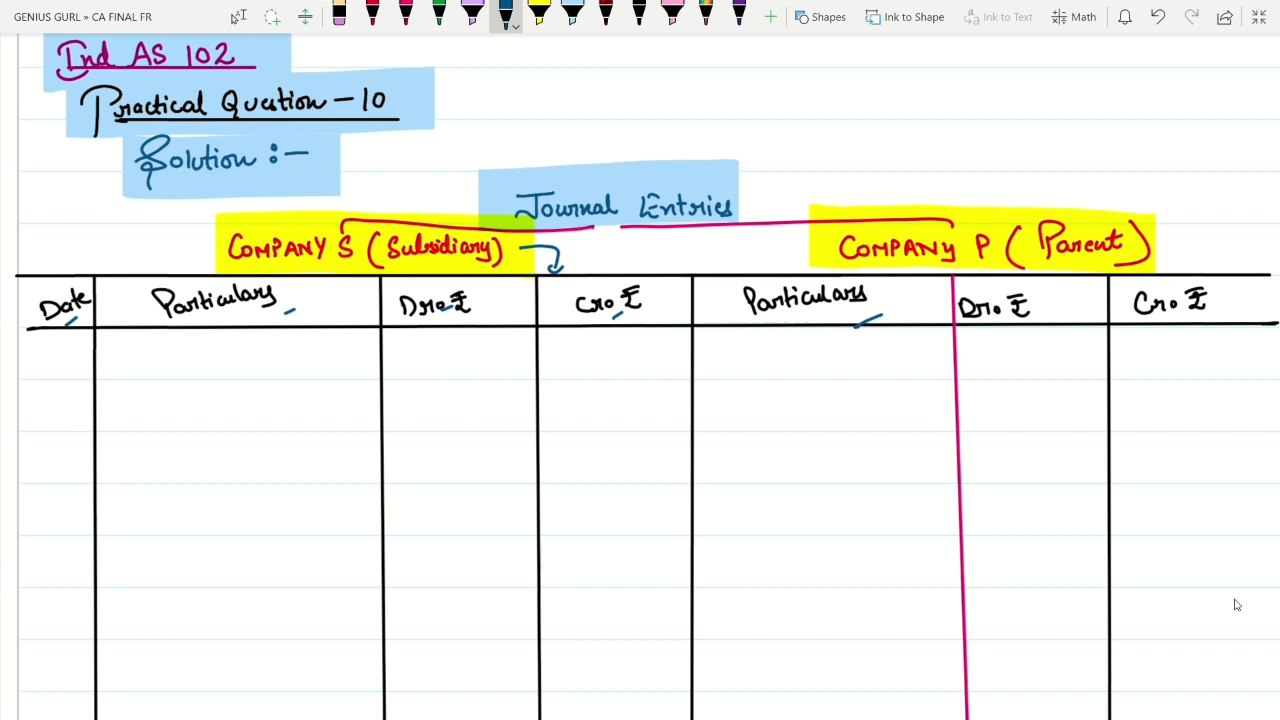 GENIUS GURL » CA FINAL FR
Shapes
Ink to Shape
Ink to Text
Math
Ind AS 102
Practical Question - 10
Solution :-
Journal Entries
COMPANY S (Subsidiary)
COMPANY P (Parent)
Date Particulars Dr. ₹ Cr. ₹ Particulars Dr. ₹ Cr. ₹